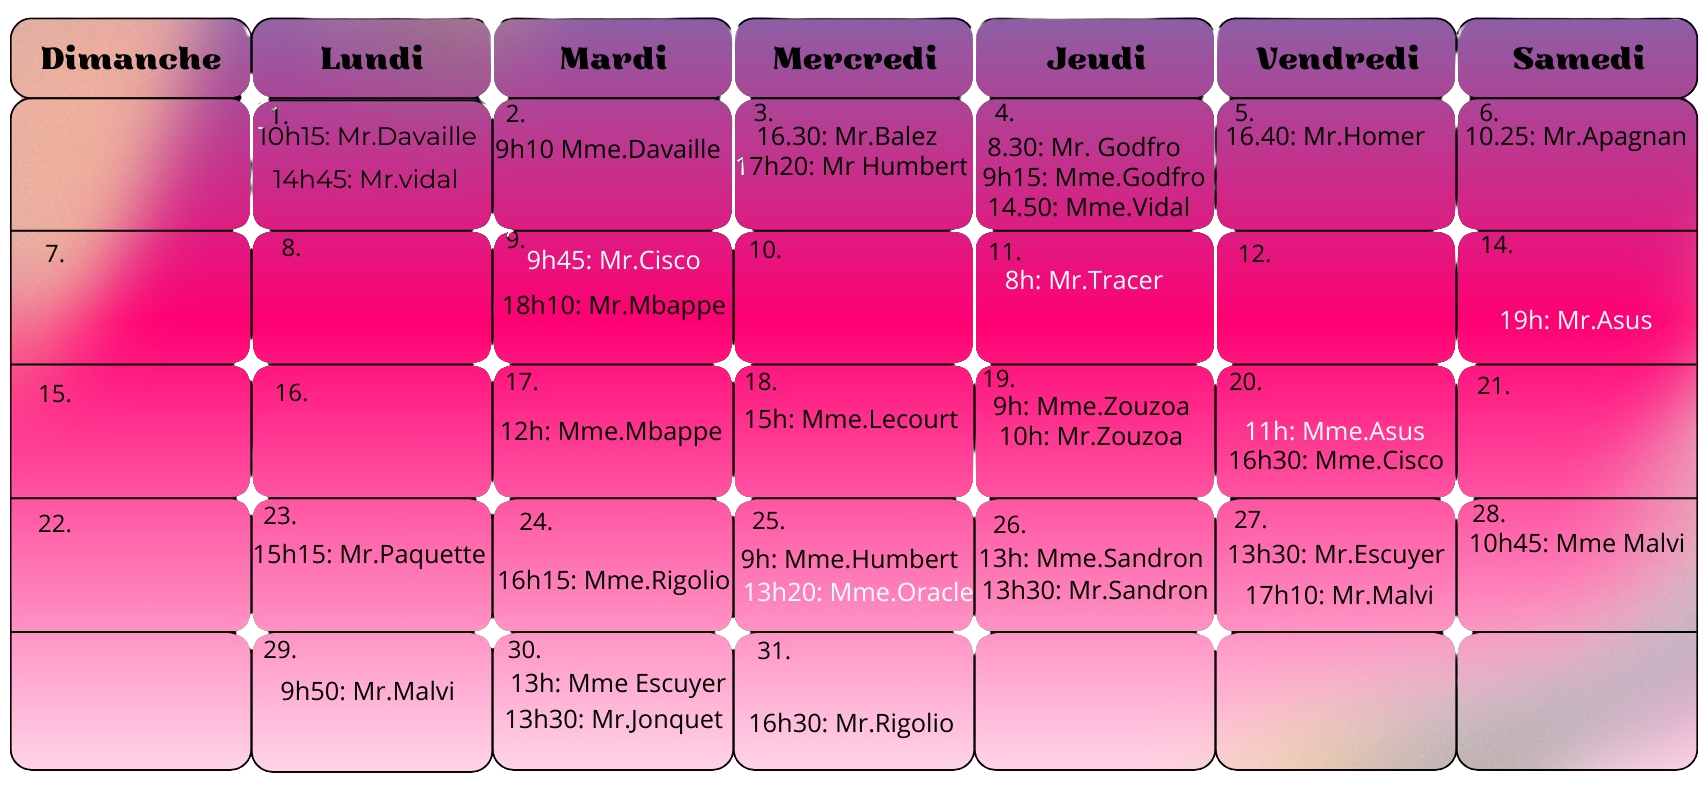 Dimanche
Lundi
Mardi
Mercredi
Jeudi
Vendredi
Samedi
1.
10h15: Mr.Davaille
14h45: Mr.vidal
2.
9h10 Mme.Davaille
3.
16.30: Mr.Balez
17h20: Mr Humbert
4.
8.30: Mr. Godfro
9h15: Mme.Godfro
14.50: Mme.Vidal
5.
16.40: Mr.Homer
6.
10.25: Mr.Apagnan
7.
8.
9.
9h45: Mr.Cisco
18h10: Mr.Mbappe
10.
11.
8h: Mr.Tracer
12.
14.
19h: Mr.Asus
15.
16.
17.
12h: Mme.Mbappe
18.
15h: Mme.Lecourt
19.
9h: Mme.Zouzoa
10h: Mr.Zouzoa
20.
11h: Mme.Asus
16h30: Mme.Cisco
21.
22.
23.
15h15: Mr.Paquette
24.
16h15: Mme.Rigolio
25.
9h: Mme.Humbert
13h20: Mme.Oracle
26.
13h: Mme.Sandron
13h30: Mr.Sandron
27.
13h30: Mr.Escuyer
17h10: Mr.Malvi
28.
10h45: Mme Malvi
29.
9h50: Mr.Malvi
30.
13h: Mme Escuyer
13h30: Mr.Jonquet
31.
16h30: Mr.Rigolio